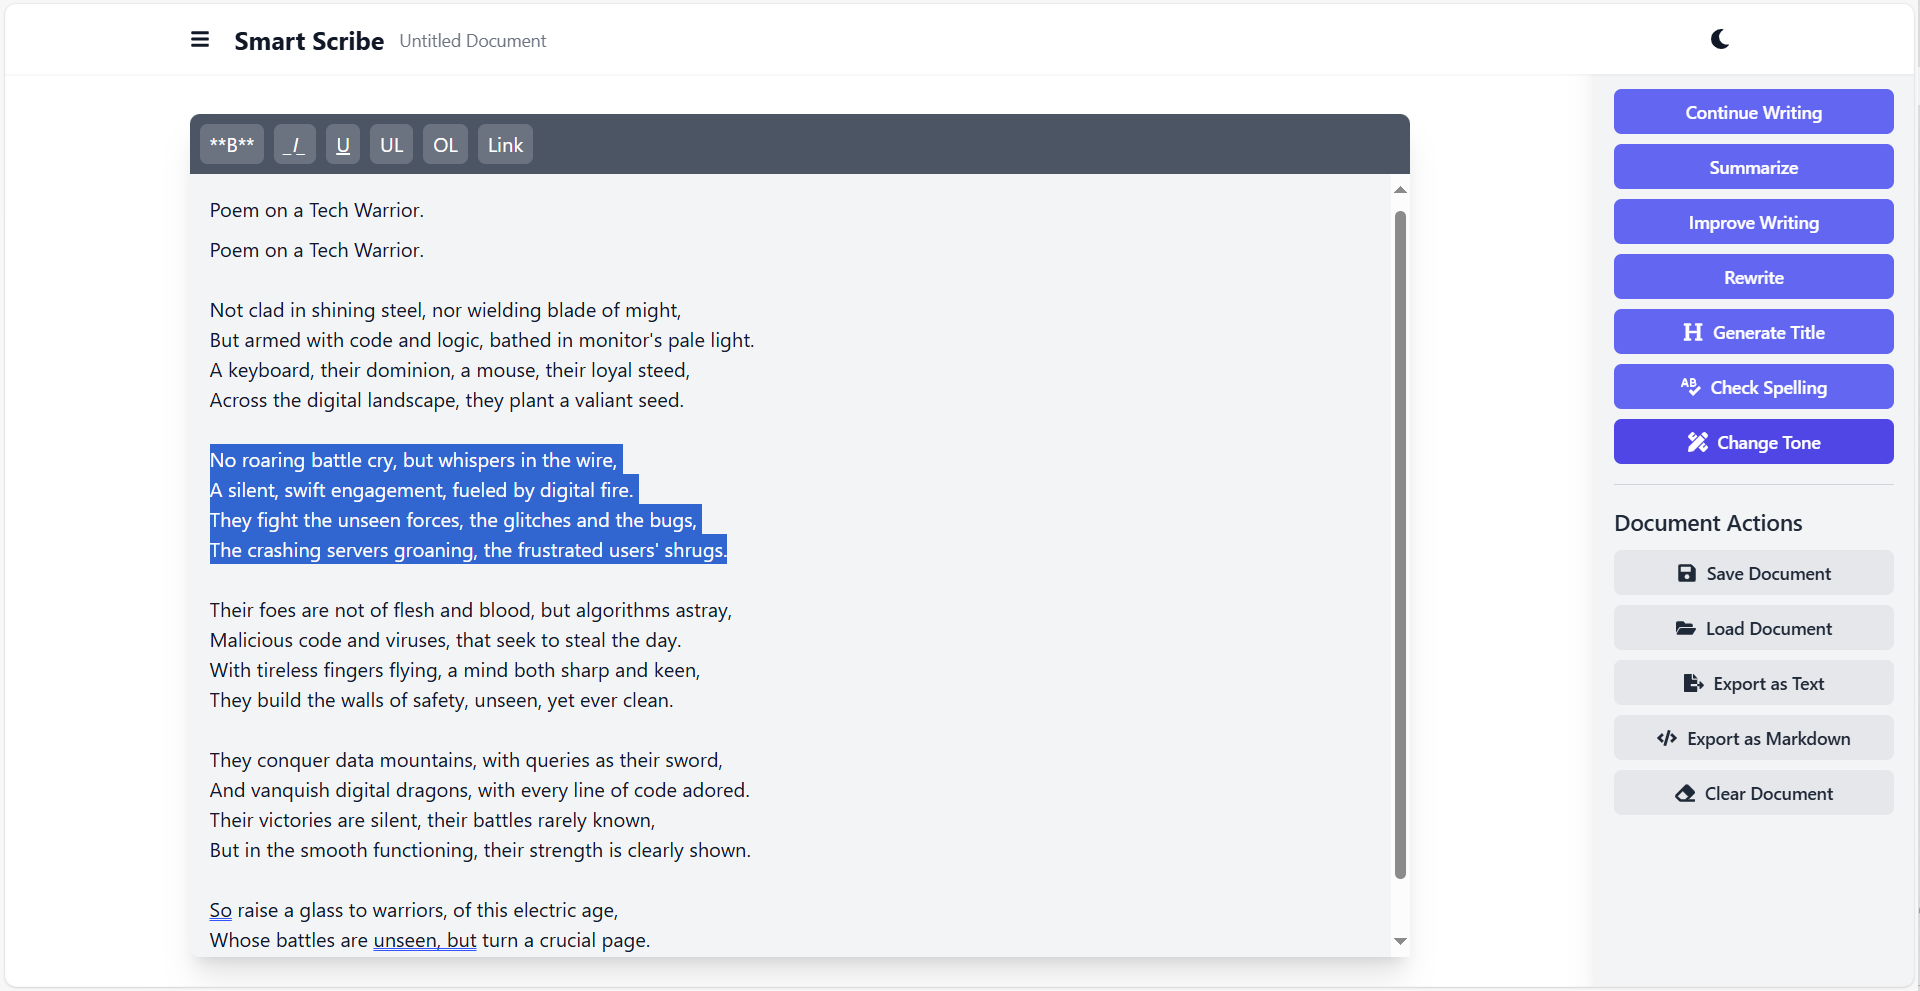 Smart Scribe Untitled Document
**B** _I_ U UL OL Link
Poem on a Tech Warrior.
Poem on a Tech Warrior.
Not clad in shining steel, nor wielding blade of might,
But armed with code and logic, bathed in monitor's pale light.
A keyboard, their dominion, a mouse, their loyal steed,
Across the digital landscape, they plant a valiant seed.
No roaring battle cry, but whispers in the wire,
A silent, swift engagement, fueled by digital fire.
They fight the unseen forces, the glitches and the bugs,
The crashing servers groaning, the frustrated users' shrugs.
Their foes are not of flesh and blood, but algorithms astray,
Malicious code and viruses, that seek to steal the day.
With tireless fingers flying, a mind both sharp and keen,
They build the walls of safety, unseen, yet ever clean.
They conquer data mountains, with queries as their sword,
And vanquish digital dragons, with every line of code adored.
Their victories are silent, their battles rarely known,
But in the smooth functioning, their strength is clearly shown.
So raise a glass to warriors, of this electric age,
Whose battles are unseen, but turn a crucial page.
Continue Writing
Summarize
Improve Writing
Rewrite
H Generate Title
AB Check Spelling
Change Tone
Document Actions
Save Document
Load Document
Export as Text
</> Export as Markdown
Clear Document